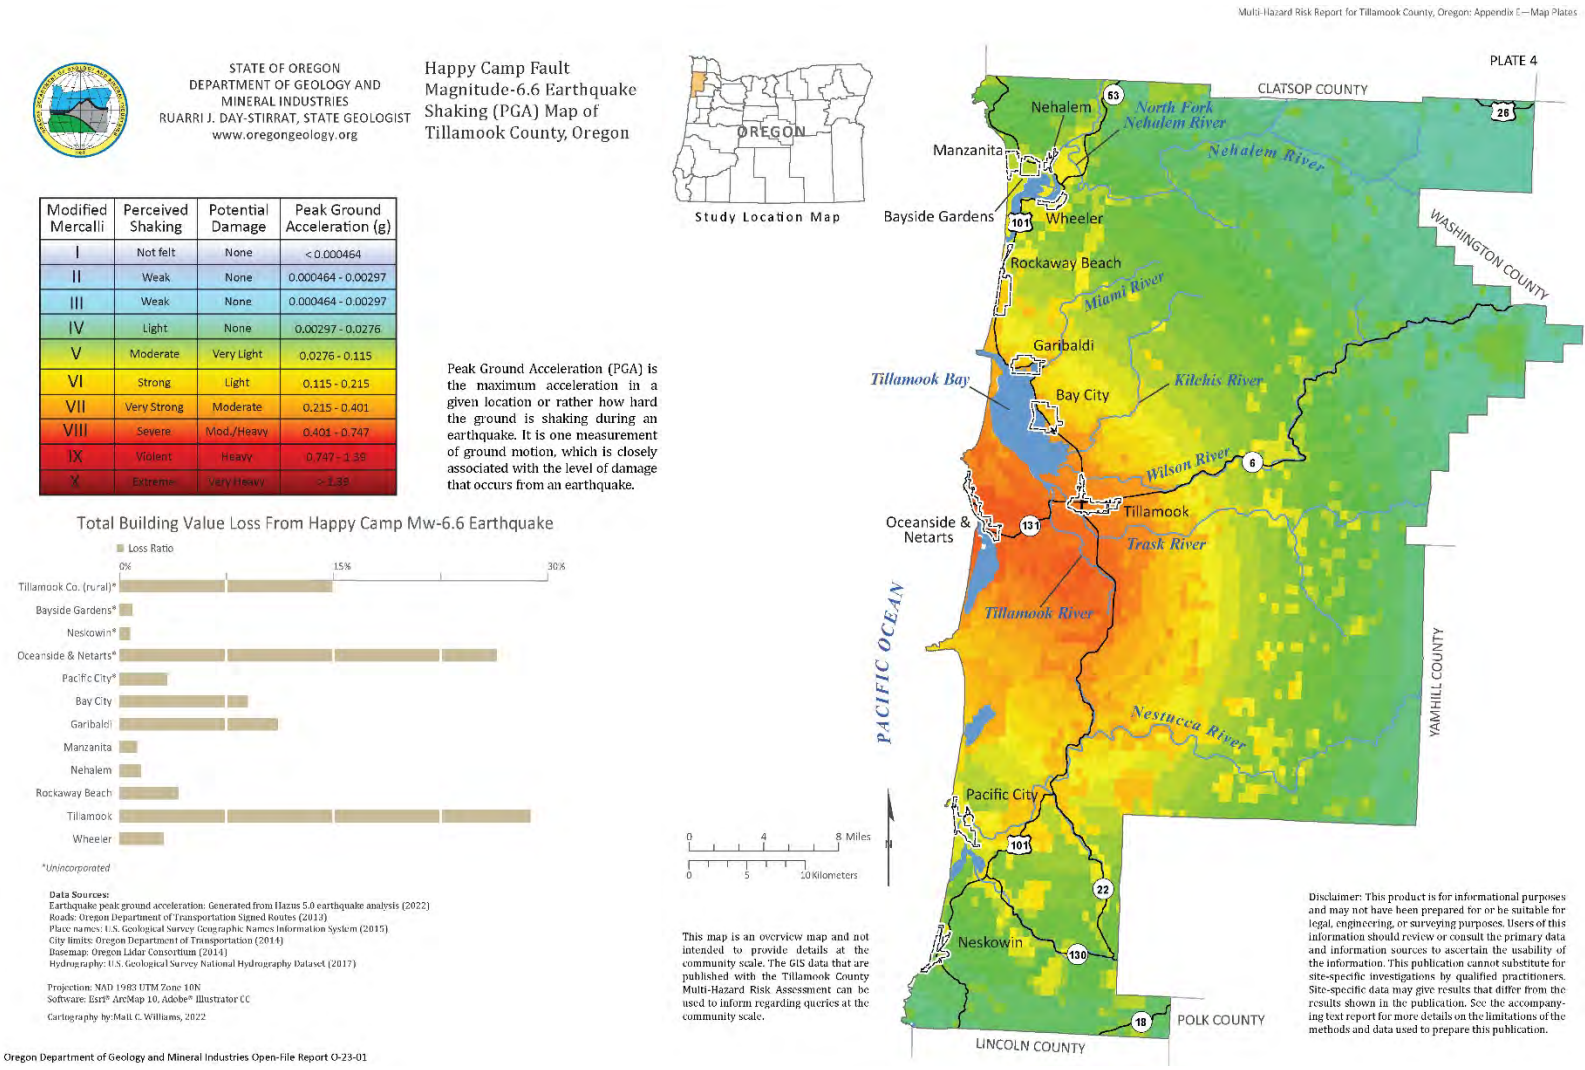 Multi-Hazard Risk Report for Tillamook County, Oregon: Appendix E—Map Plates
PLATE 4
STATE OF OREGON
DEPARTMENT OF GEOLOGY AND
MINERAL INDUSTRIES
RUARRI J. DAY-STIRRAT, STATE GEOLOGIST
www.oregongeology.org
Happy Camp Fault
Magnitude-6.6 Earthquake
Shaking (PGA) Map of
Tillamook County, Oregon
OREGON
Study Location Map
Modified Mercalli Perceived Shaking Potential Damage Peak Ground Acceleration (g)
I Not felt None < 0.000464
II Weak None 0.000464 - 0.00297
III Weak None 0.000464 - 0.00297
IV Light None 0.00297 - 0.0276
V Moderate Very Light 0.0276 - 0.115
VI Strong Light 0.115 - 0.215
VII Very Strong Moderate 0.215 - 0.401
VIII Severe Mod./Heavy 0.401 - 0.747
IX Violent Heavy 0.747 - 1.39
X Extreme Very Heavy > 1.39
Peak Ground Acceleration (PGA) is
the maximum acceleration in a
given location or rather how hard
the ground is shaking during an
earthquake. It is one measurement
of ground motion, which is closely
associated with the level of damage
that occurs from an earthquake.
Total Building Value Loss From Happy Camp Mw-6.6 Earthquake
Loss Ratio
0% 15% 30%
Tillamook Co. (rural)*
Bayside Gardens*
Neskowin*
Oceanside & Netarts*
Pacific City*
Bay City
Garibaldi
Manzanita
Nehalem
Rockaway Beach
Tillamook
Wheeler
*Unincorporated
Data Sources:
Earthquake peak ground acceleration: Generated from Hazus 5.0 earthquake analysis (2022)
Roads: Oregon Department of Transportation Signed Routes (2013)
Place names: U.S. Geological Survey Geographic Names Information System (2015)
City limits: Oregon Department of Transportation (2014)
Basemap: Oregon Lidar Consortium (2014)
Hydrography: U.S. Geological Survey National Hydrography Dataset (2017)
Projection: NAD 1983 UTM Zone 10N
Software: Esri® ArcMap 10, Adobe® Illustrator CC
Cartography by: Matt C. Williams, 2022
Oregon Department of Geology and Mineral Industries Open-File Report O-23-01
CLATSOP COUNTY
26
53
Nehalem
North Fork
Nehalem River
Nehalem River
Manzanita
Bayside Gardens
101
Wheeler
WASHINGTON COUNTY
Rockaway Beach
Miami River
Garibaldi
Tillamook Bay
Kilchis River
Bay City
Wilson River
6
Oceanside &
Netarts
131
Tillamook
Trask River
Tillamook River
PACIFIC OCEAN
YAMHILL COUNTY
Nestucca River
Pacific City
101
22
Neskowin
130
18
POLK COUNTY
LINCOLN COUNTY
0 4 8 Miles
0 5 10 Kilometers
N
This map is an overview map and not
intended to provide details at the
community scale. The GIS data that are
published with the Tillamook County
Multi-Hazard Risk Assessment can be
used to inform regarding queries at the
community scale.
Disclaimer: This product is for informational purposes
and may not have been prepared for or be suitable for
legal, engineering, or surveying purposes. Users of this
information should review or consult the primary data
and information sources to ascertain the usability of
the information. This publication cannot substitute for
site-specific investigations by qualified practitioners.
Site-specific data may give results that differ from the
results shown in the publication. See the accompany-
ing text report for more details on the limitations of the
methods and data used to prepare this publication.